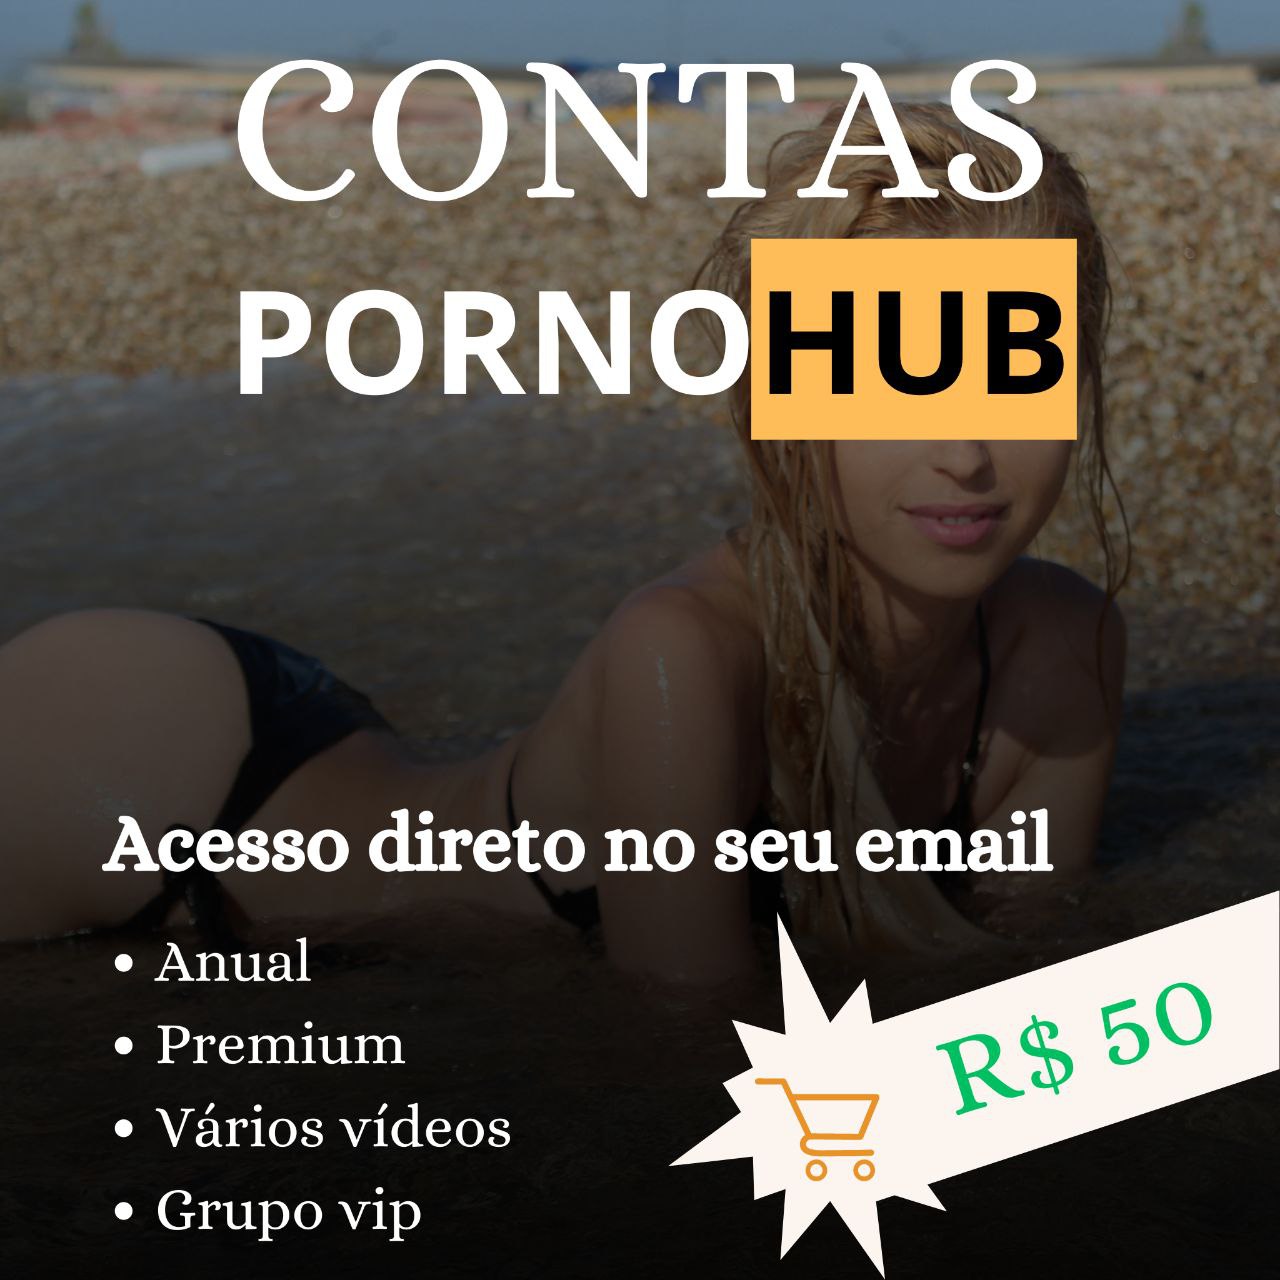 CONTAS
PORNOHUB
Acesso direto no seu email
• Anual
• Premium
• Vários vídeos
• Grupo vip
R$ 50